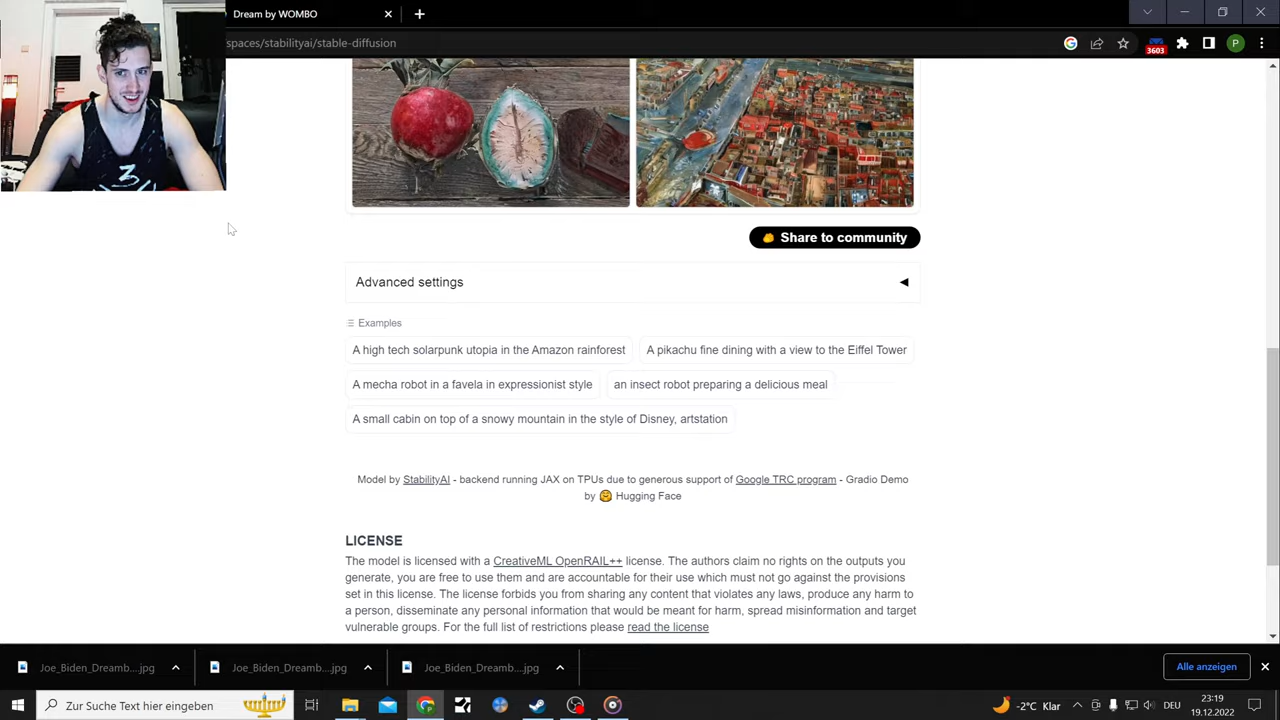 Dream by WOMBO
spaces/stabilityai/stable-diffusion
3603
P
3
Share to community
Advanced settings
Examples
A high tech solarpunk utopia in the Amazon rainforest
A pikachu fine dining with a view to the Eiffel Tower
A mecha robot in a favela in expressionist style
an insect robot preparing a delicious meal
A small cabin on top of a snowy mountain in the style of Disney, artstation
Model by StabilityAI - backend running JAX on TPUs due to generous support of Google TRC program - Gradio Demo
by 🤗 Hugging Face
LICENSE
The model is licensed with a CreativeML OpenRAIL++ license. The authors claim no rights on the outputs you
generate, you are free to use them and are accountable for their use which must not go against the provisions
set in this license. The license forbids you from sharing any content that violates any laws, produce any harm to
a person, disseminate any personal information that would be meant for harm, spread misinformation and target
vulnerable groups. For the full list of restrictions please read the license
Joe_Biden_Dreamb....jpg
Joe_Biden_Dreamb....jpg
Joe_Biden_Dreamb....jpg
Alle anzeigen
Zur Suche Text hier eingeben
-2°C Klar
DEU
23:19
19.12.2022